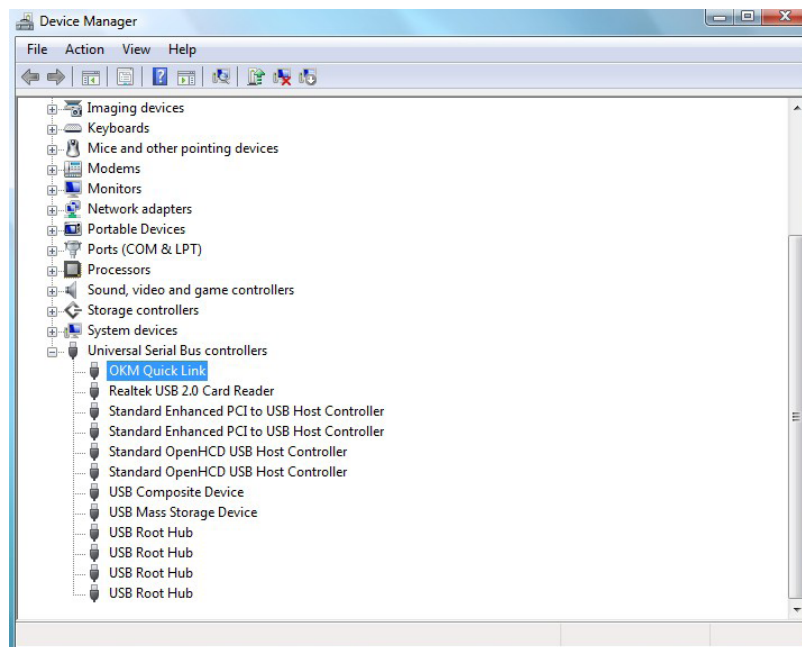 Device Manager
File Action View Help
Imaging devices
Keyboards
Mice and other pointing devices
Modems
Monitors
Network adapters
Portable Devices
Ports (COM & LPT)
Processors
Sound, video and game controllers
Storage controllers
System devices
Universal Serial Bus controllers
OKM Quick Link
Realtek USB 2.0 Card Reader
Standard Enhanced PCI to USB Host Controller
Standard Enhanced PCI to USB Host Controller
Standard OpenHCD USB Host Controller
Standard OpenHCD USB Host Controller
USB Composite Device
USB Mass Storage Device
USB Root Hub
USB Root Hub
USB Root Hub
USB Root Hub